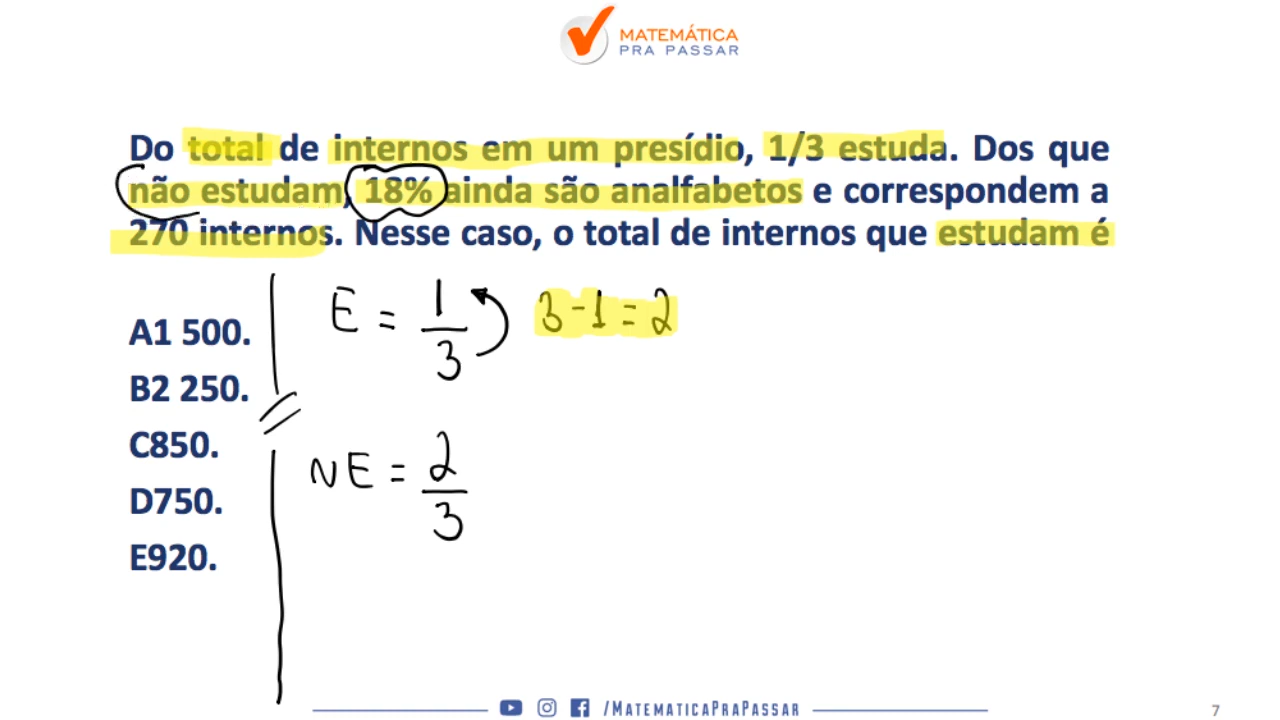 MATEMÁTICA
PRA PASSAR
Do total de internos em um presídio, 1/3 estuda. Dos que
não estudam, 18% ainda são analfabetos e correspondem a
270 internos. Nesse caso, o total de internos que estudam é
A1 500.
B2 250.
C850.
D750.
E920.
E = 1/3 3-1=2
NE = 2/3
/MATEMATICAPRAPASSAR
7